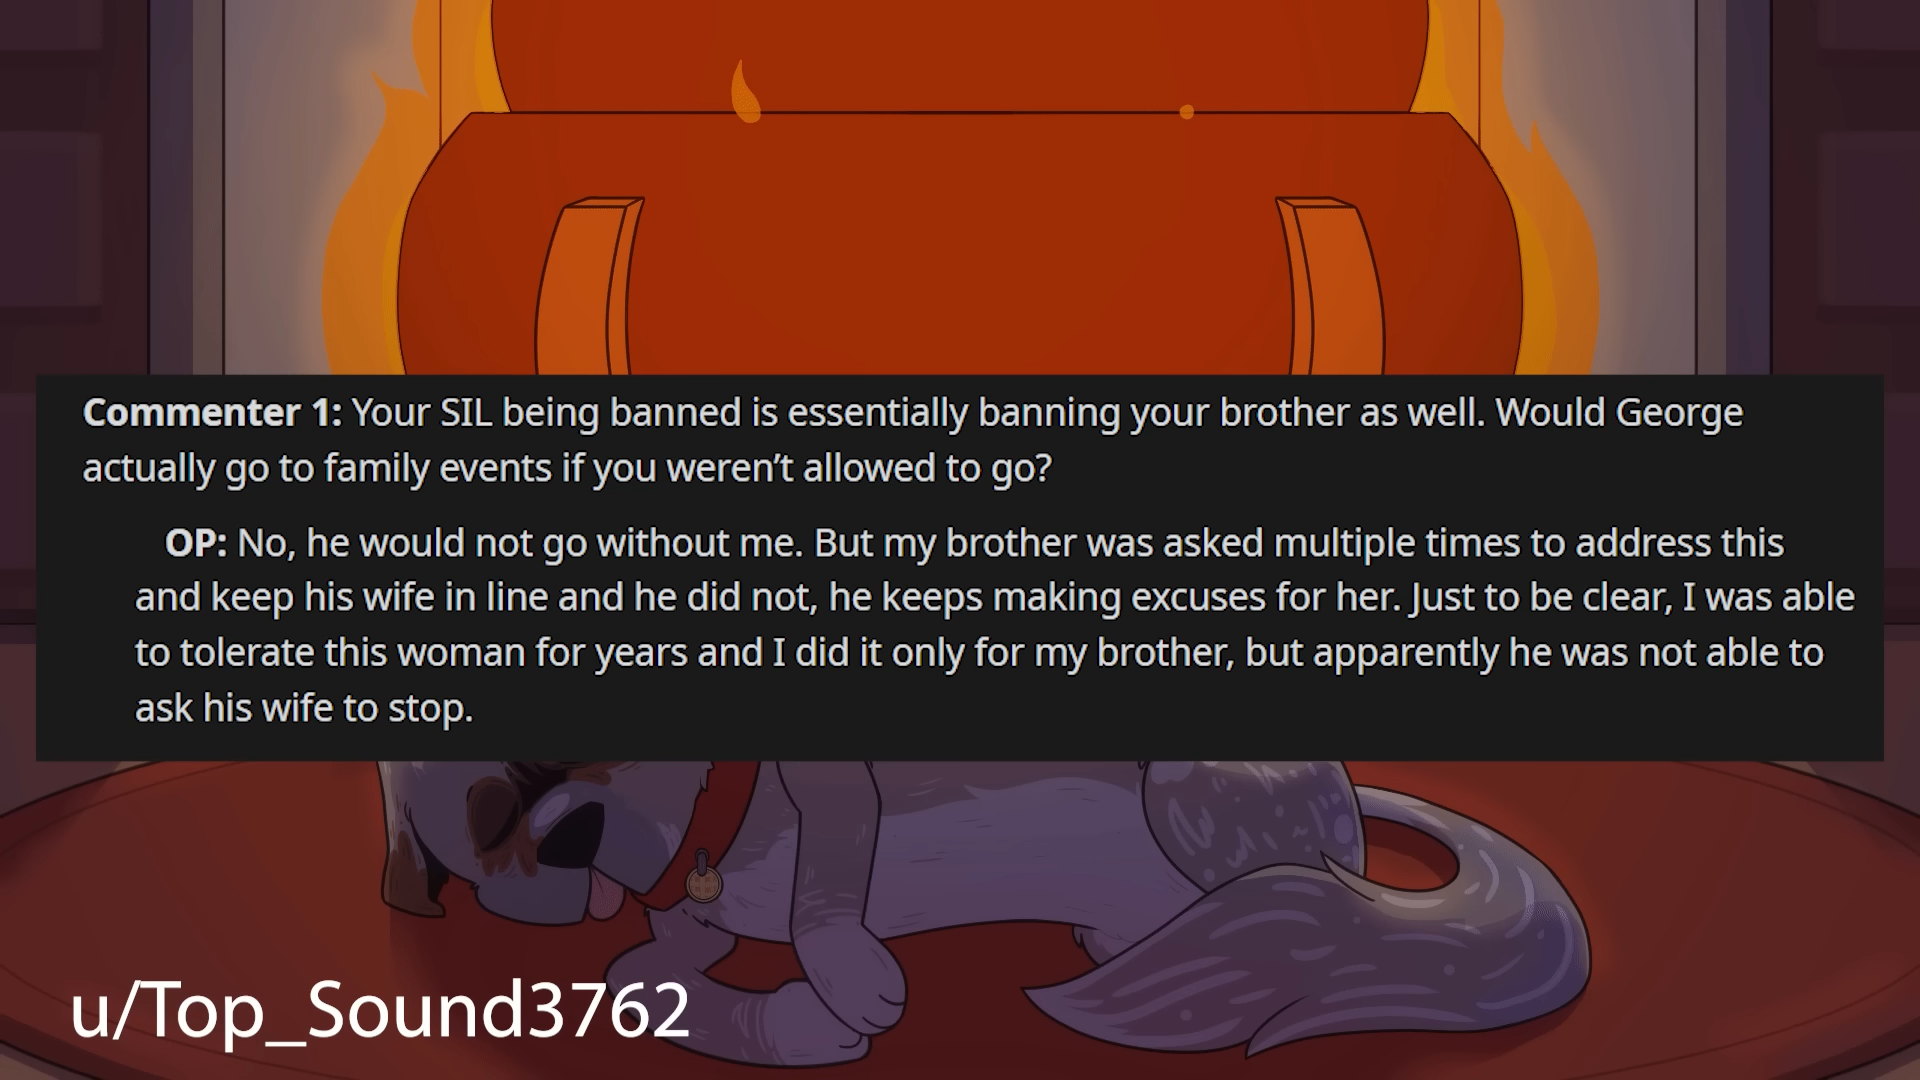 Commenter 1: Your SIL being banned is essentially banning your brother as well. Would George
actually go to family events if you weren’t allowed to go?
OP: No, he would not go without me. But my brother was asked multiple times to address this
and keep his wife in line and he did not, he keeps making excuses for her. Just to be clear, I was able
to tolerate this woman for years and I did it only for my brother, but apparently he was not able to
ask his wife to stop.
u/Top_Sound3762